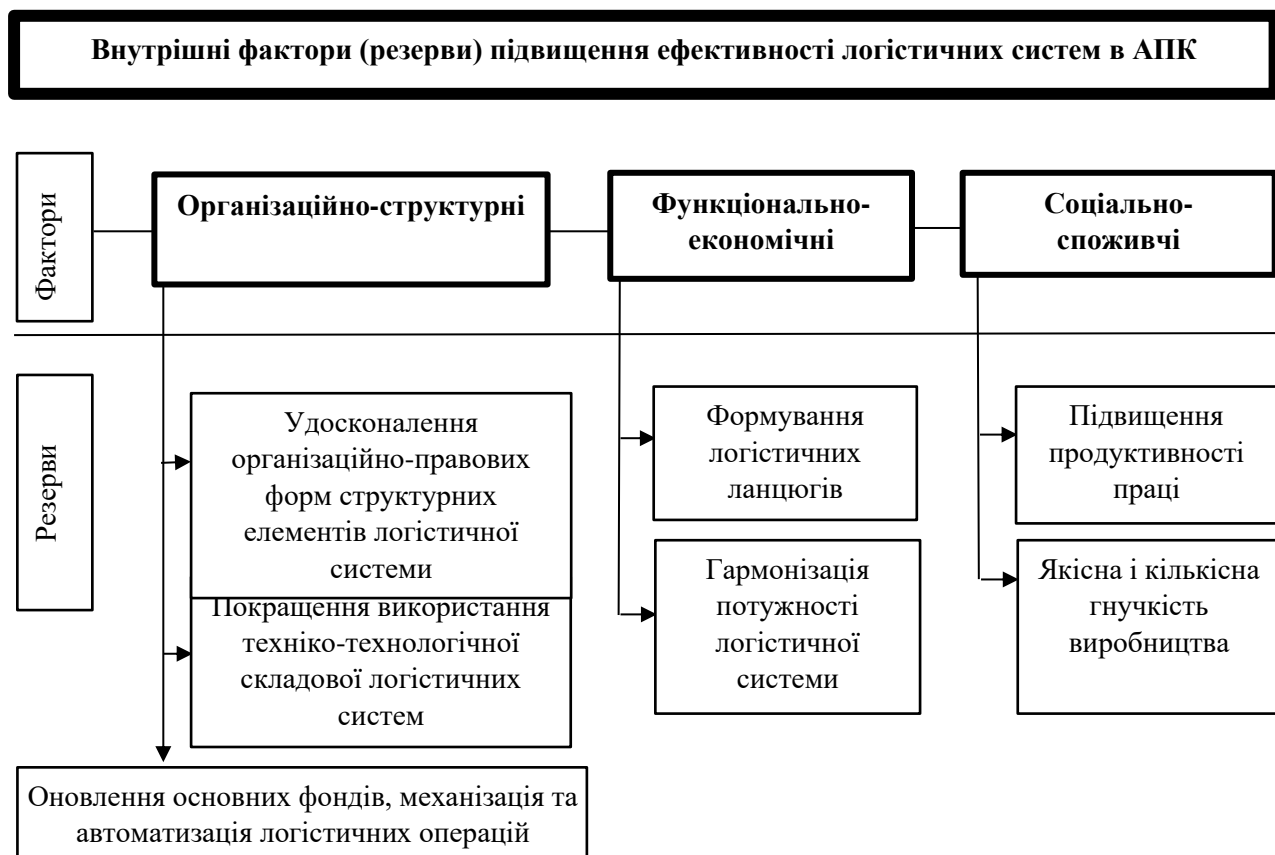 Внутрішні фактори (резерви) підвищення ефективності логістичних систем в АПК
Фактори
Організаційно-структурні
Функціонально-
економічні
Соціально-
споживчі
Резерви
Удосконалення
організаційно-правових
форм структурних
елементів логістичної
системи
Покращення використання
техніко-технологічної
складової логістичних
систем
Оновлення основних фондів, механізація та
автоматизація логістичних операцій
Формування
логістичних
ланцюгів
Гармонізація
потужності
логістичної
системи
Підвищення
продуктивності
праці
Якісна і кількісна
гнучкість
виробництва